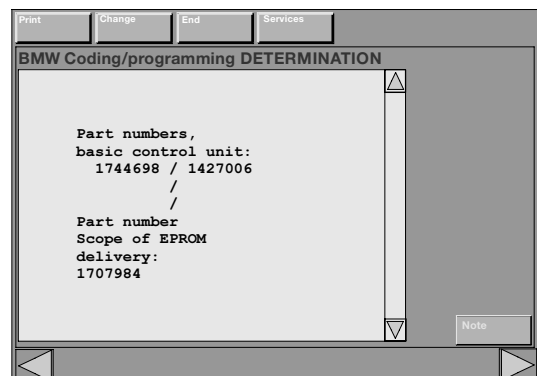 Print Change End Services
BMW Coding/programming DETERMINATION
Part numbers,
basic control unit:
1744698 / 1427006
/
/
Part number
Scope of EPROM
delivery:
1707984
Note